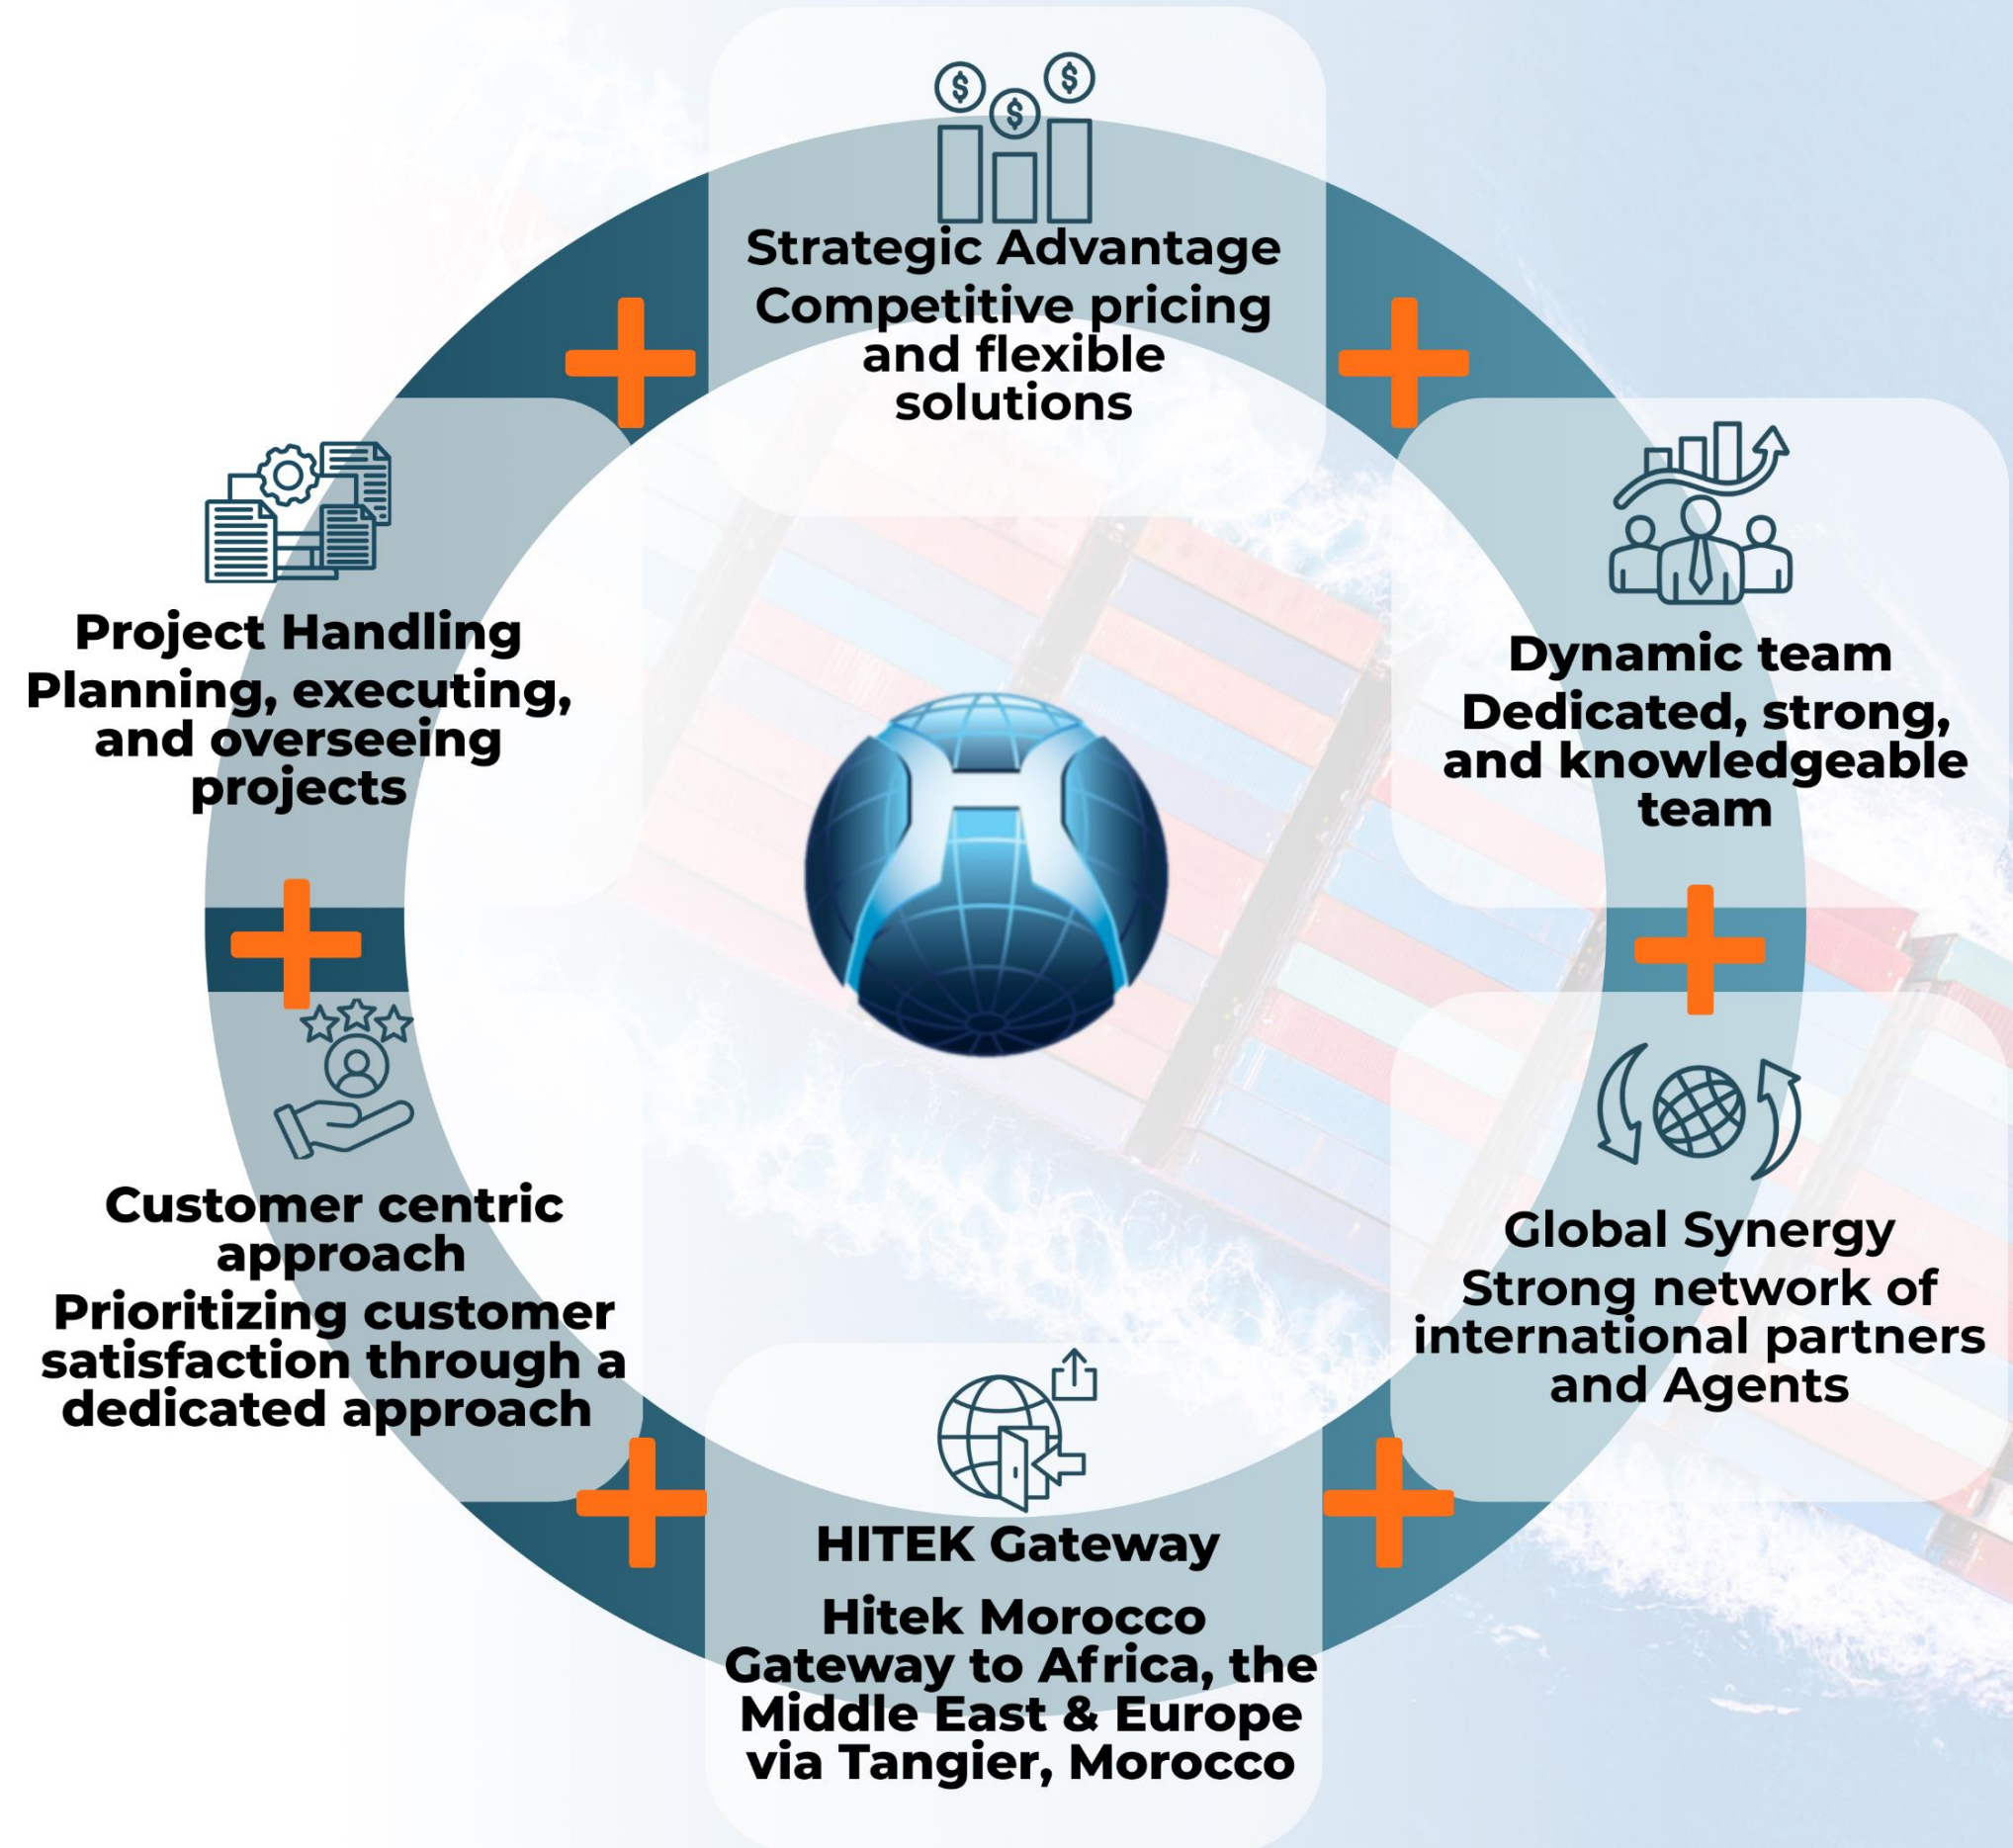 Strategic Advantage
Competitive pricing
and flexible
solutions
Project Handling
Planning, executing,
and overseeing
projects
Dynamic team
Dedicated, strong,
and knowledgeable
team
Customer centric
approach
Prioritizing customer
satisfaction through a
dedicated approach
Global Synergy
Strong network of
international partners
and Agents
HITEK Gateway
Hitek Morocco
Gateway to Africa, the
Middle East & Europe
via Tangier, Morocco